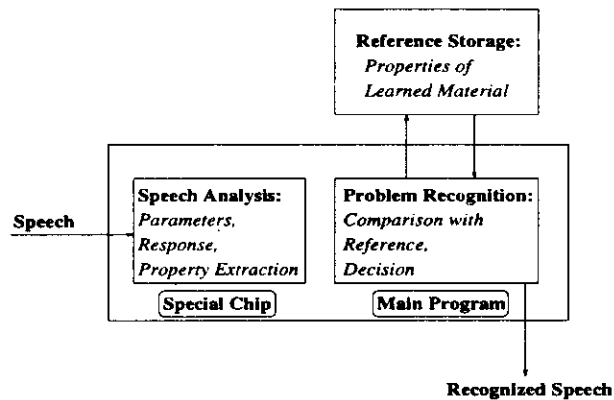 Reference Storage:
Properties of
Learned Material
Speech
Speech Analysis:
Parameters,
Response,
Property Extraction
Special Chip
Problem Recognition:
Comparison with
Reference,
Decision
Main Program
Recognized Speech